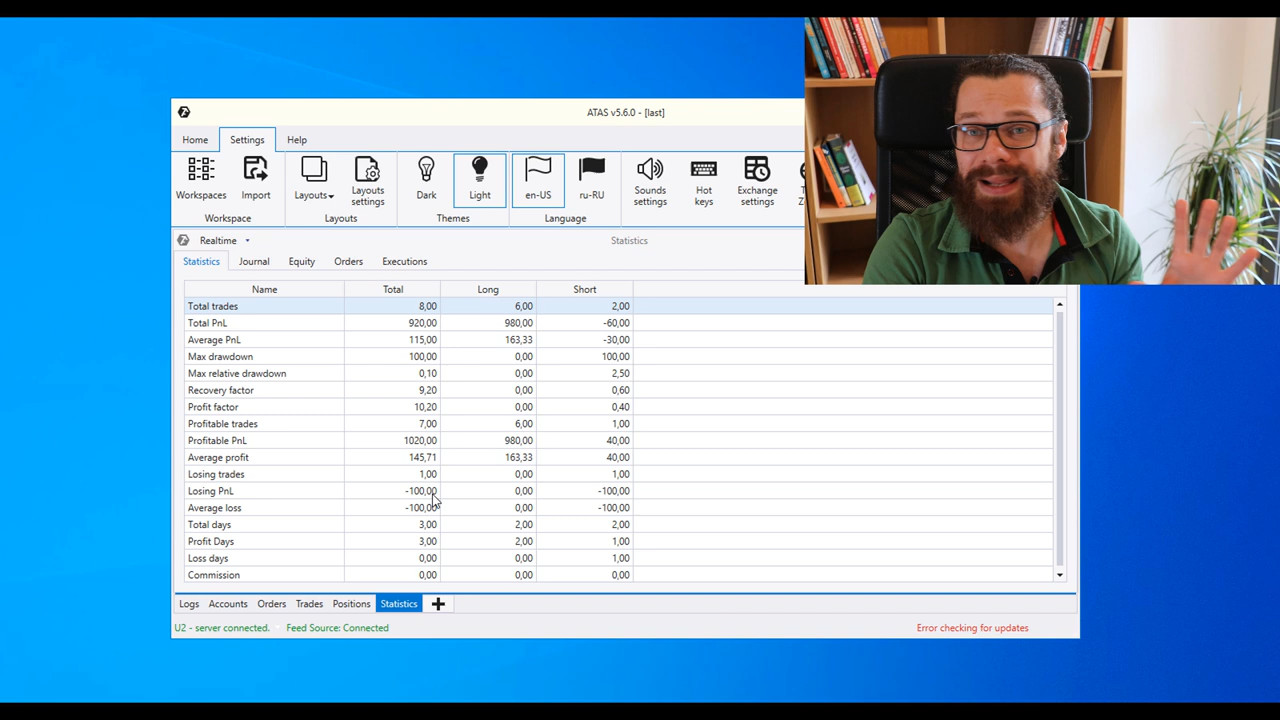 ATAS v5.6.0 - [last]
Home Settings Help
Workspaces Import Layouts Layouts settings Dark Light en-US ru-RU Sounds settings Hot keys Exchange settings
Workspace Layouts Themes Language
Realtime Statistics
Statistics Journal Equity Orders Executions
Name Total Long Short
Total trades 8,00 6,00 2,00
Total PnL 920,00 980,00 -60,00
Average PnL 115,00 163,33 -30,00
Max drawdown 100,00 0,00 100,00
Max relative drawdown 0,10 0,00 2,50
Recovery factor 9,20 0,00 0,60
Profit factor 10,20 0,00 0,40
Profitable trades 7,00 6,00 1,00
Profitable PnL 1020,00 980,00 40,00
Average profit 145,71 163,33 40,00
Losing trades 1,00 0,00 1,00
Losing PnL -100,00 0,00 -100,00
Average loss -100,00 0,00 -100,00
Total days 3,00 2,00 2,00
Profit Days 3,00 2,00 1,00
Loss days 0,00 0,00 1,00
Commission 0,00 0,00 0,00
Logs Accounts Orders Trades Positions Statistics
U2 - server connected. Feed Source: Connected Error checking for updates